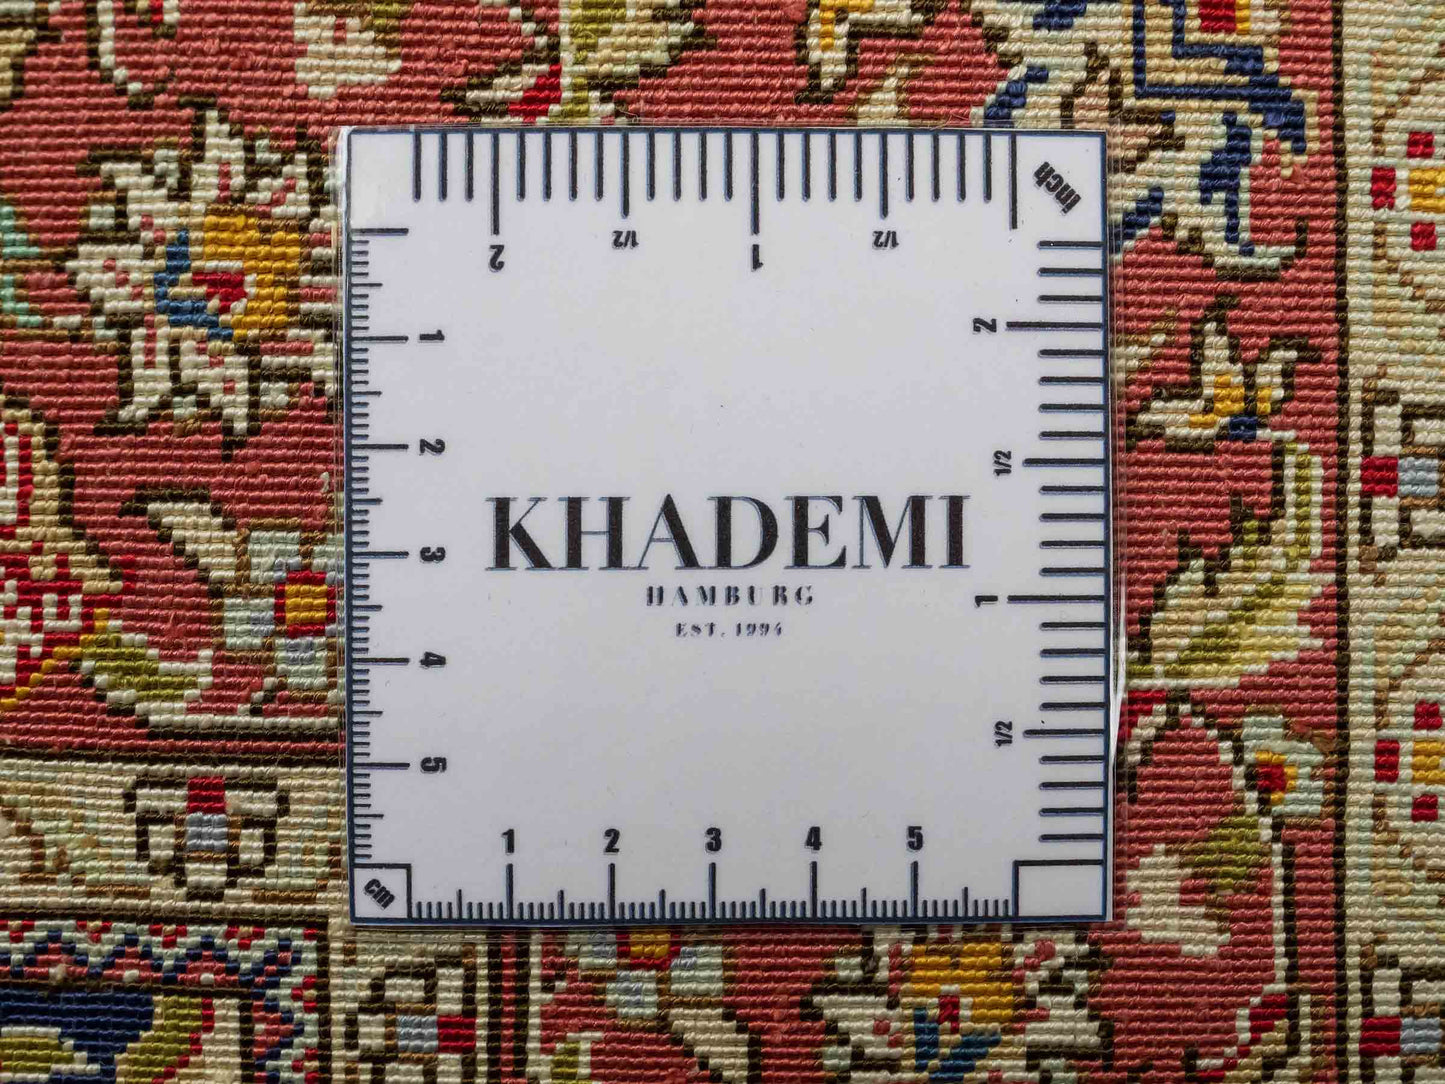 inch
2 1/2 1 1/2
1
2
3
4
5
2
1/2
1
1/2
KHADEMI
HAMBURG
EST. 1994
cm
1 2 3 4 5